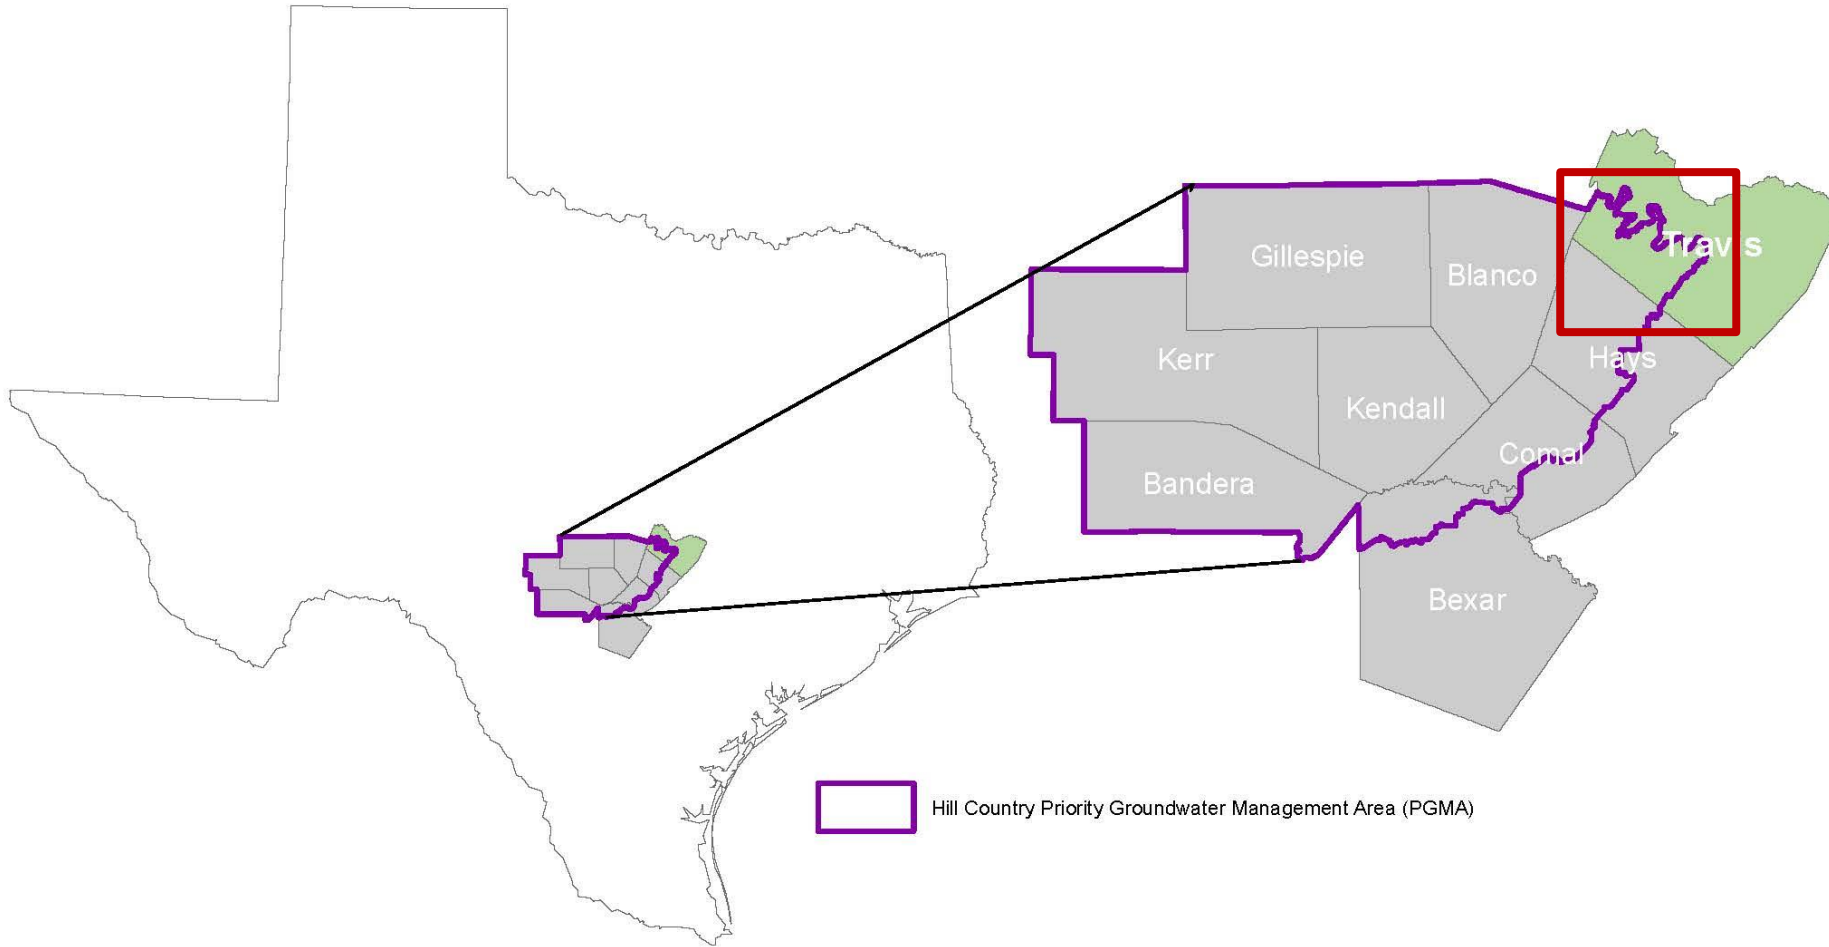 Travis
Gillespie
Blanco
Kerr
Hays
Kendall
Comal
Bandera
Bexar
Hill Country Priority Groundwater Management Area (PGMA)